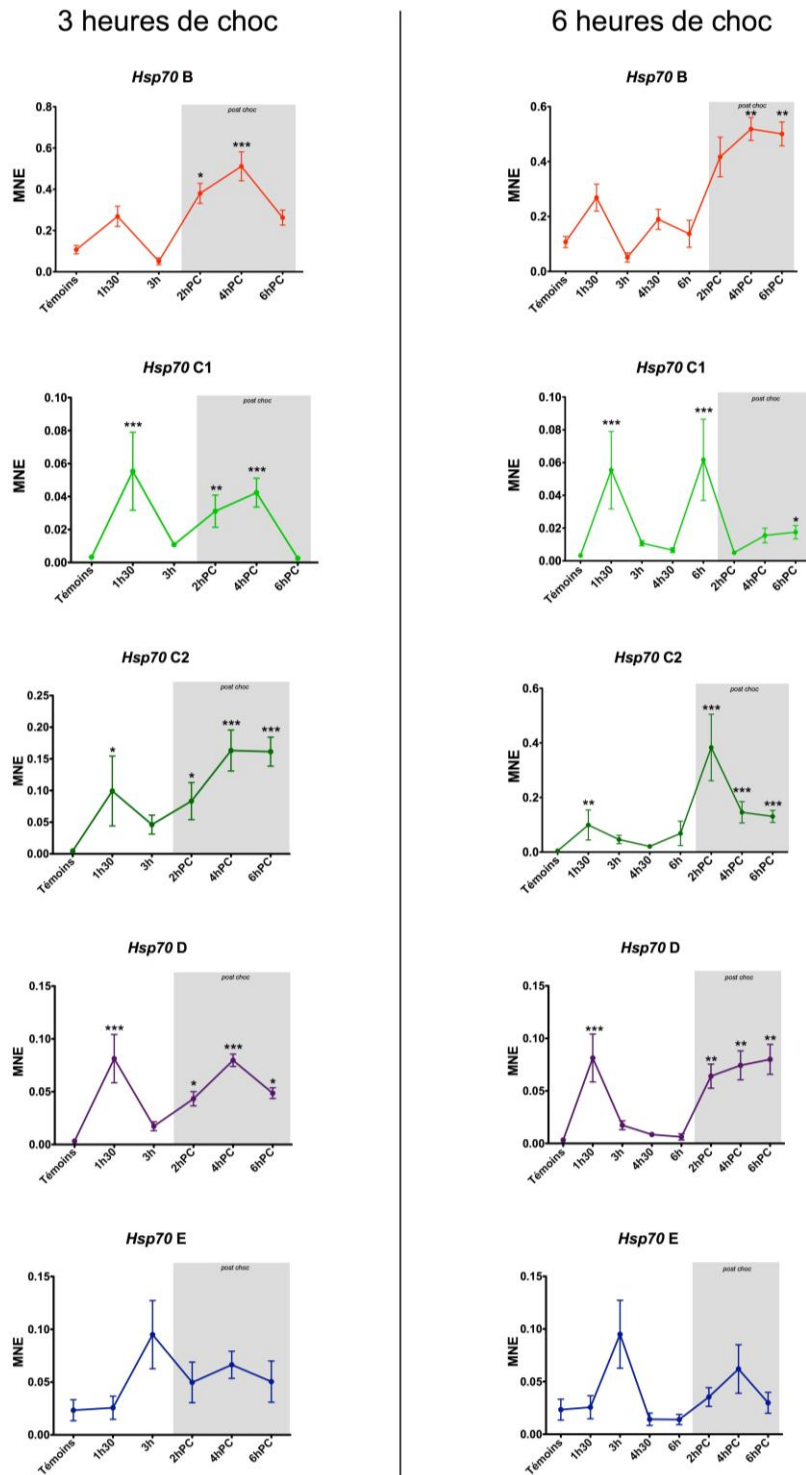 3 heures de choc
Hsp70 B
MNE
0.8
0.6
0.4
0.2
0.0
post choc
*
***
Témoins
1h30
3h
2hPC
4hPC
6hPC
Hsp70 C1
MNE
0.10
0.08
0.06
0.04
0.02
0.00
post choc
***
**
***
Témoins
1h30
3h
2hPC
4hPC
6hPC
Hsp70 C2
MNE
0.25
0.20
0.15
0.10
0.05
0.00
post choc
*
*
***
***
Témoins
1h30
3h
2hPC
4hPC
6hPC
Hsp70 D
MNE
0.15
0.10
0.05
0.00
post choc
***
*
***
*
Témoins
1h30
3h
2hPC
4hPC
6hPC
Hsp70 E
MNE
0.15
0.10
0.05
0.00
post choc
Témoins
1h30
3h
2hPC
4hPC
6hPC
6 heures de choc
Hsp70 B
MNE
0.6
0.4
0.2
0.0
post choc
**
**
Témoins
1h30
3h
4h30
6h
2hPC
4hPC
6hPC
Hsp70 C1
MNE
0.10
0.08
0.06
0.04
0.02
0.00
post choc
***
***
*
Témoins
1h30
3h
4h30
6h
2hPC
4hPC
6hPC
Hsp70 C2
MNE
0.6
0.4
0.2
0.0
post choc
**
***
***
***
Témoins
1h30
3h
4h30
6h
2hPC
4hPC
6hPC
Hsp70 D
MNE
0.15
0.10
0.05
0.00
post choc
***
**
**
**
Témoins
1h30
3h
4h30
6h
2hPC
4hPC
6hPC
Hsp70 E
MNE
0.15
0.10
0.05
0.00
post choc
Témoins
1h30
3h
4h30
6h
2hPC
4hPC
6hPC